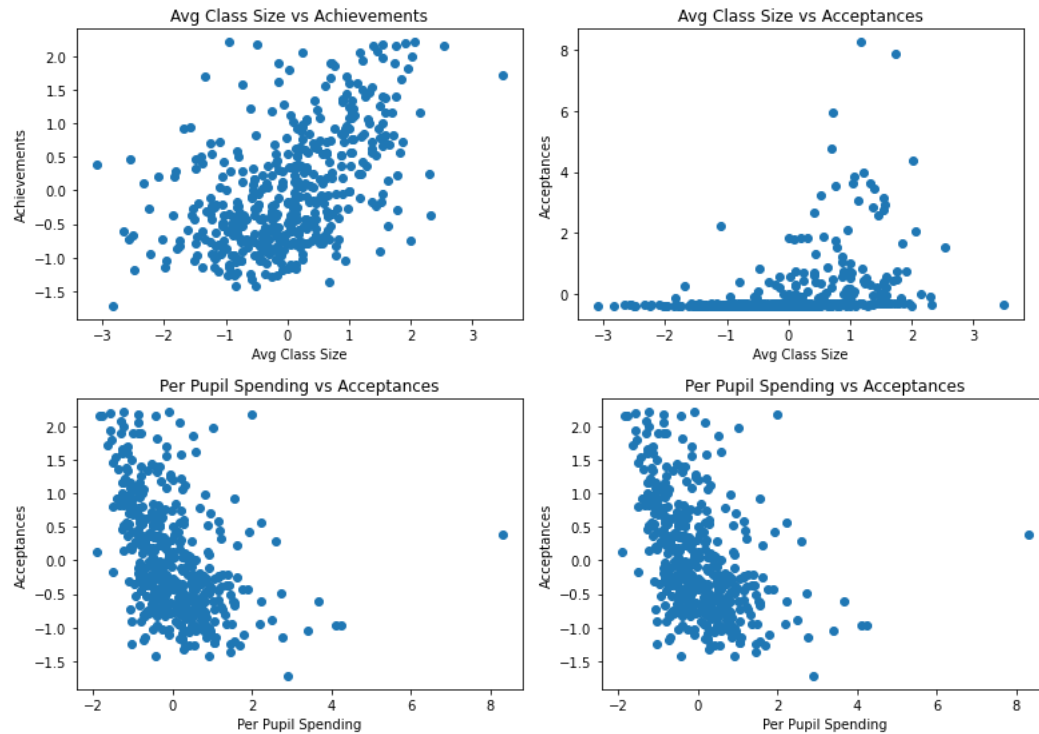 Avg Class Size vs Achievements
Achievements
2.0
1.5
1.0
0.5
0.0
−0.5
−1.0
−1.5
−3 −2 −1 0 1 2 3
Avg Class Size
Avg Class Size vs Acceptances
Acceptances
8
6
4
2
0
−3 −2 −1 0 1 2 3
Avg Class Size
Per Pupil Spending vs Acceptances
Acceptances
2.0
1.5
1.0
0.5
0.0
−0.5
−1.0
−1.5
−2 0 2 4 6 8
Per Pupil Spending
Per Pupil Spending vs Acceptances
Acceptances
2.0
1.5
1.0
0.5
0.0
−0.5
−1.0
−1.5
−2 0 2 4 6 8
Per Pupil Spending